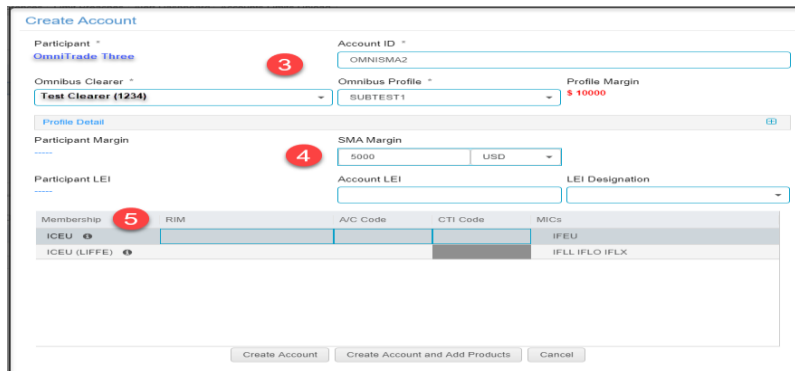 Create Account
Participant * Account ID *
OmniTrade Three 3 OMNISMA2
Omnibus Clearer * Omnibus Profile * Profile Margin
Test Clearer (1234) SUBTEST1 $ 10000
Profile Detail
Participant Margin SMA Margin
----- 4 5000 USD
Participant LEI Account LEI LEI Designation
-----
Membership 5 RIM A/C Code CTI Code MICs
ICEU IFEU
ICEU (LIFFE) IFLL IFLO IFLX
Create Account Create Account and Add Products Cancel